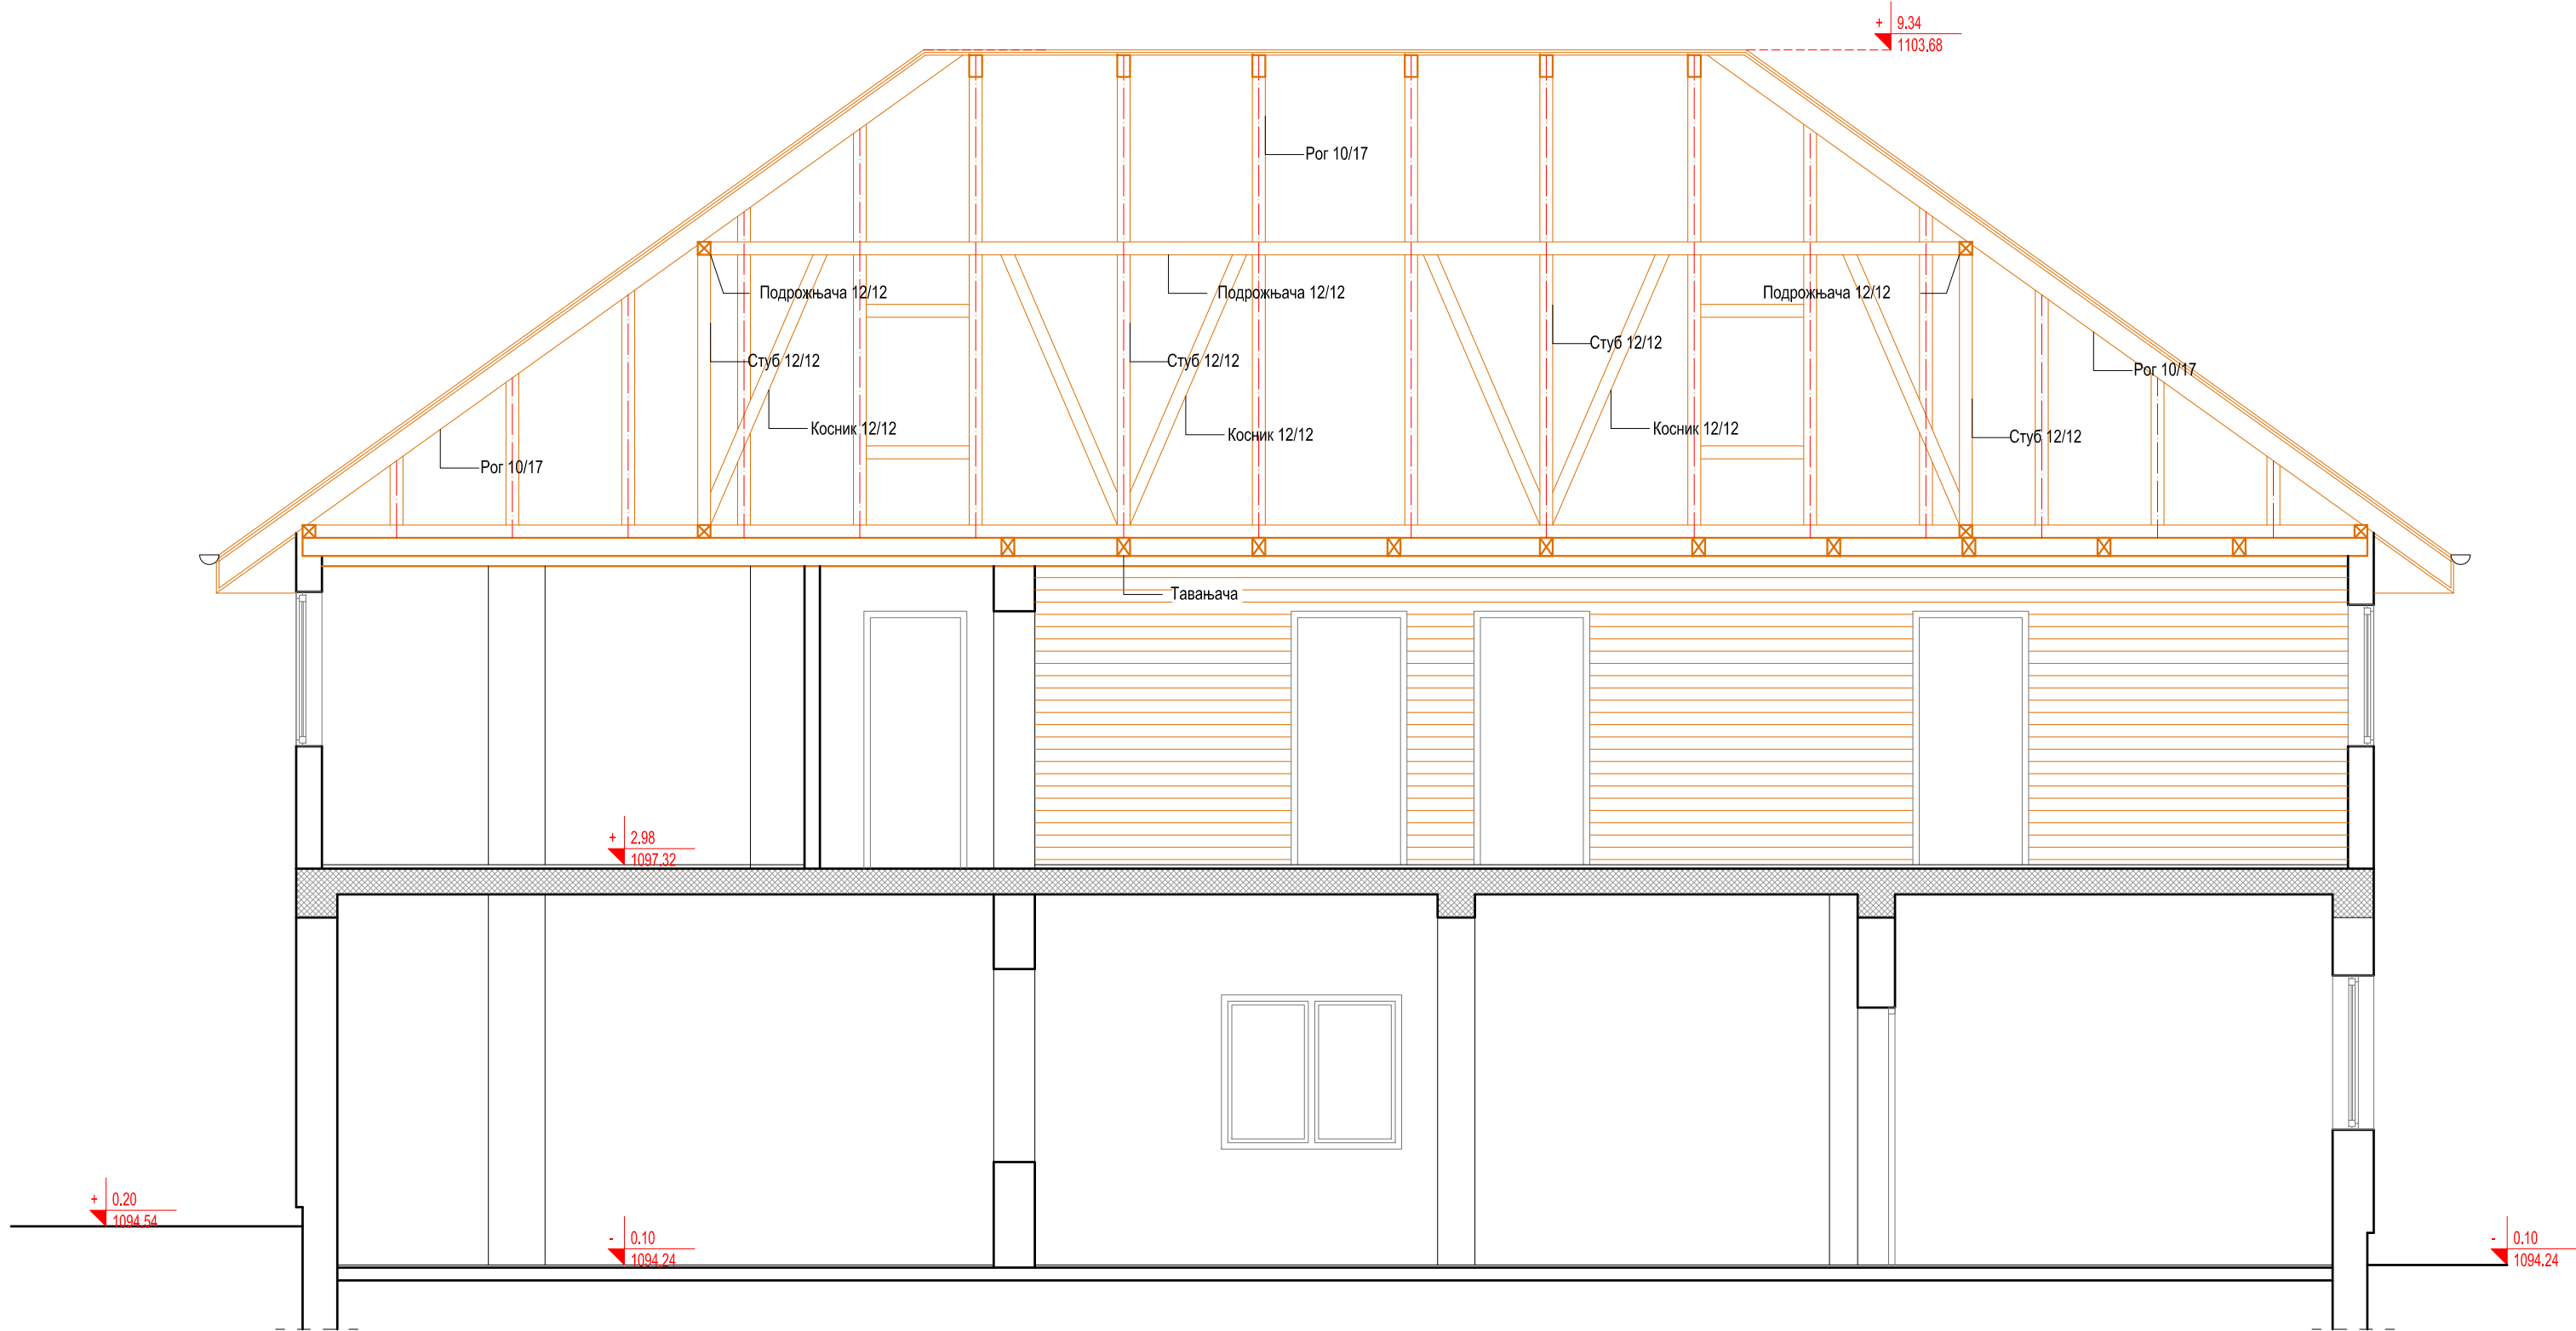 + 9.34
1103.68
Рог 10/17
Подрожњача 12/12
Подрожњача 12/12
Подрожњача 12/12
Стуб 12/12
Стуб 12/12
Стуб 12/12
Рог 10/17
Косник 12/12
Косник 12/12
Косник 12/12
Стуб 12/12
Рог 10/17
Тавањача
+ 2.98
1097.32
+ 0.20
1094.54
- 0.10
1094.24
- 0.10
1094.24